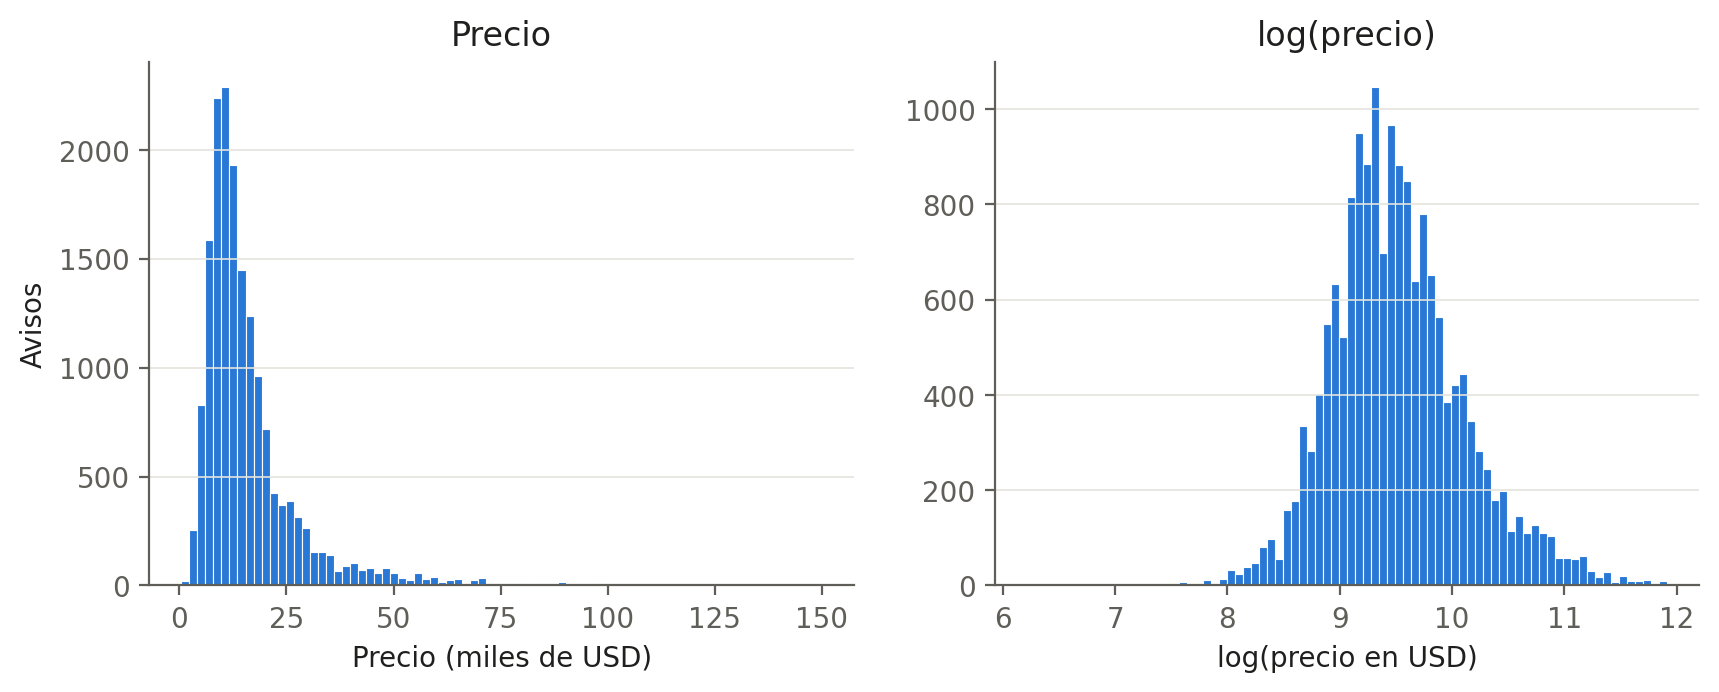 Precio
Avisos
2000
1500
1000
500
0
0 25 50 75 100 125 150
Precio (miles de USD)
log(precio)
1000
800
600
400
200
0
6 7 8 9 10 11 12
log(precio en USD)